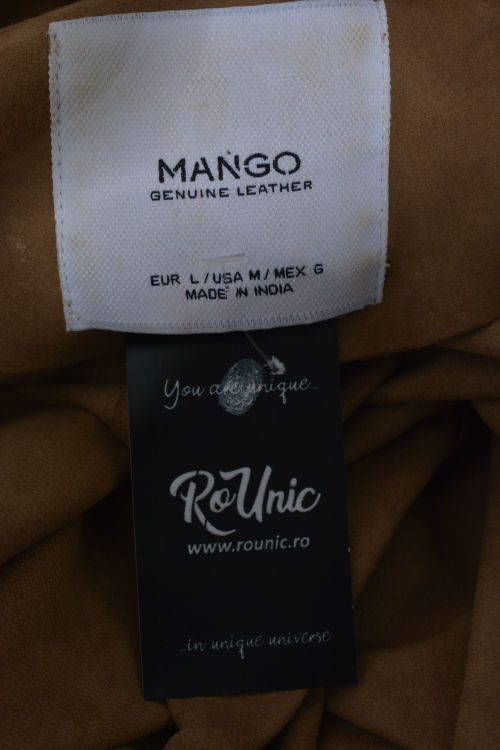 MANGO
GENUINE LEATHER
EUR L / USA M / MEX G
MADE IN INDIA
You are unique..
RoUnic
www.rounic.ro
..in unique universe